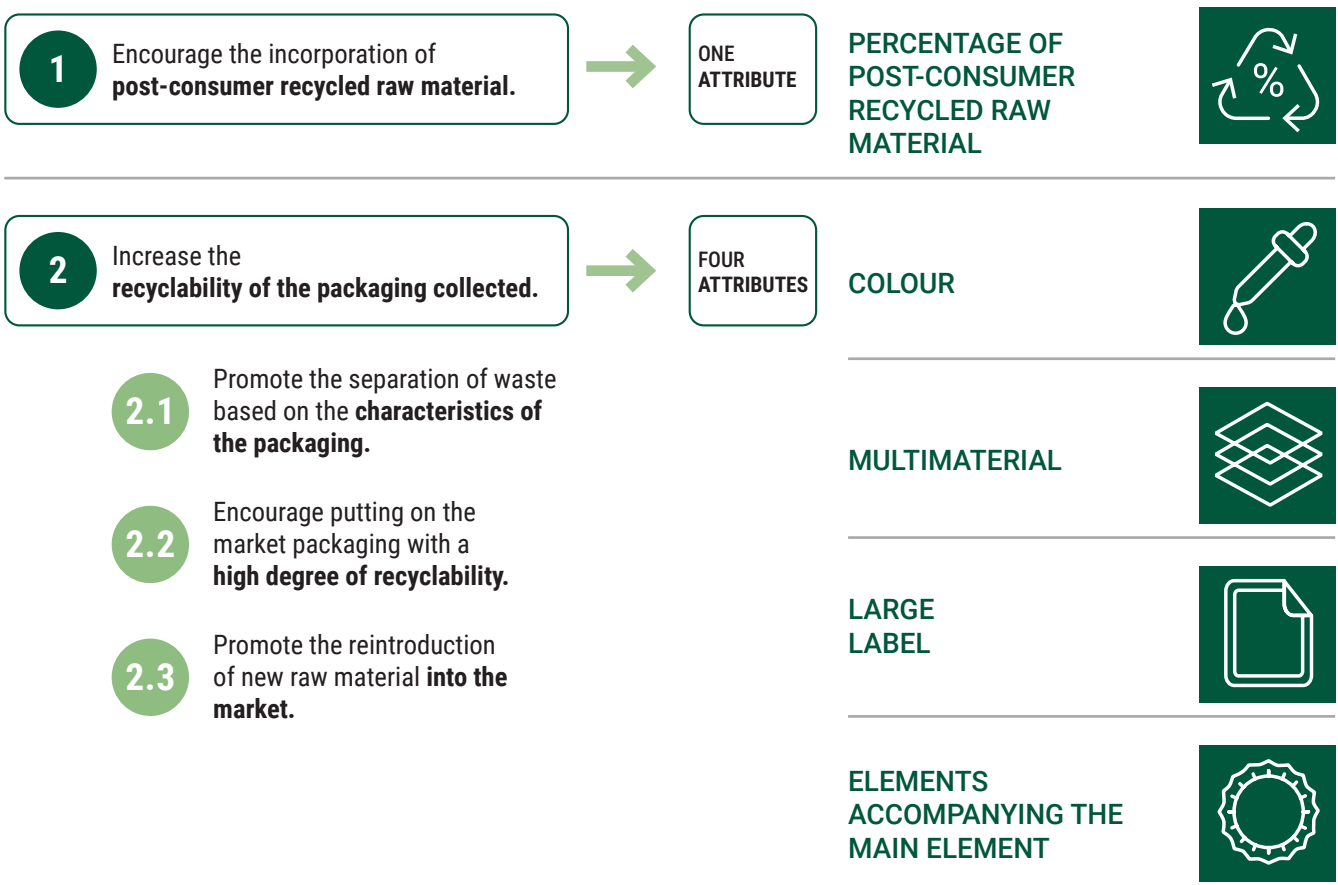 1
Encourage the incorporation of
post-consumer recycled raw material.
ONE
ATTRIBUTE
PERCENTAGE OF
POST-CONSUMER
RECYCLED RAW
MATERIAL
%
2
Increase the
recyclability of the packaging collected.
FOUR
ATTRIBUTES
COLOUR
2.1
Promote the separation of waste
based on the characteristics of
the packaging.
2.2
Encourage putting on the
market packaging with a
high degree of recyclability.
2.3
Promote the reintroduction
of new raw material into the
market.
MULTIMATERIAL
LARGE
LABEL
ELEMENTS
ACCOMPANYING THE
MAIN ELEMENT